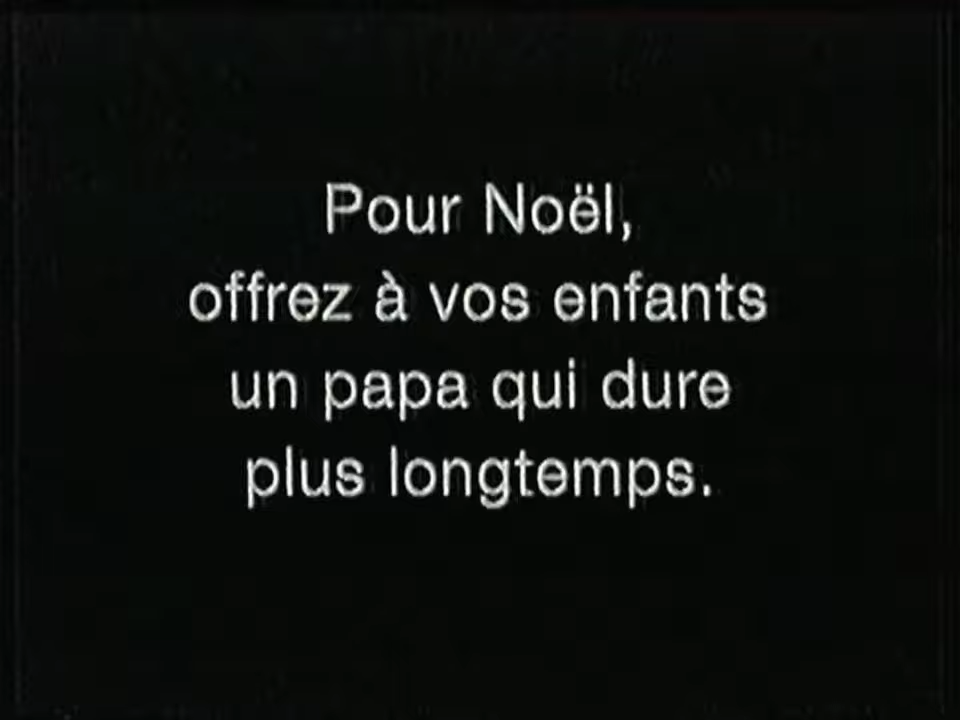 Pour Noël,
offrez à vos enfants
un papa qui dure
plus longtemps.